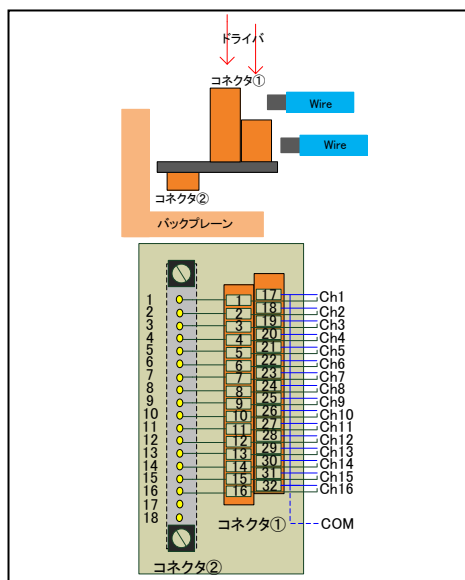 ドライバ
コネクタ①
Wire
Wire
コネクタ②
バックプレーン
1 1 17 Ch1
2 2 18 Ch2
3 3 19 Ch3
4 4 20 Ch4
5 5 21 Ch5
6 6 22 Ch6
7 7 23 Ch7
8 8 24 Ch8
9 9 25 Ch9
10 10 26 Ch10
11 11 27 Ch11
12 12 28 Ch12
13 13 29 Ch13
14 14 30 Ch14
15 15 31 Ch15
16 16 32 Ch16
17
18
コネクタ①
COM
コネクタ②